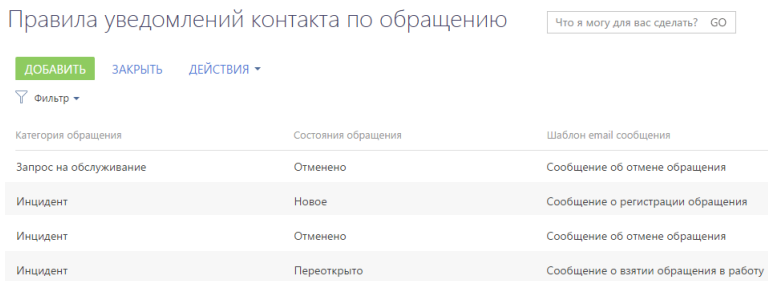 Правила уведомлений контакта по обращению
Что я могу для вас сделать? GO
ДОБАВИТЬ ЗАКРЫТЬ ДЕЙСТВИЯ
Фильтр
Категория обращения Состояния обращения Шаблон email сообщения
Запрос на обслуживание Отменено Сообщение об отмене обращения
Инцидент Новое Сообщение о регистрации обращения
Инцидент Отменено Сообщение об отмене обращения
Инцидент Переоткрыто Сообщение о взятии обращения в работу